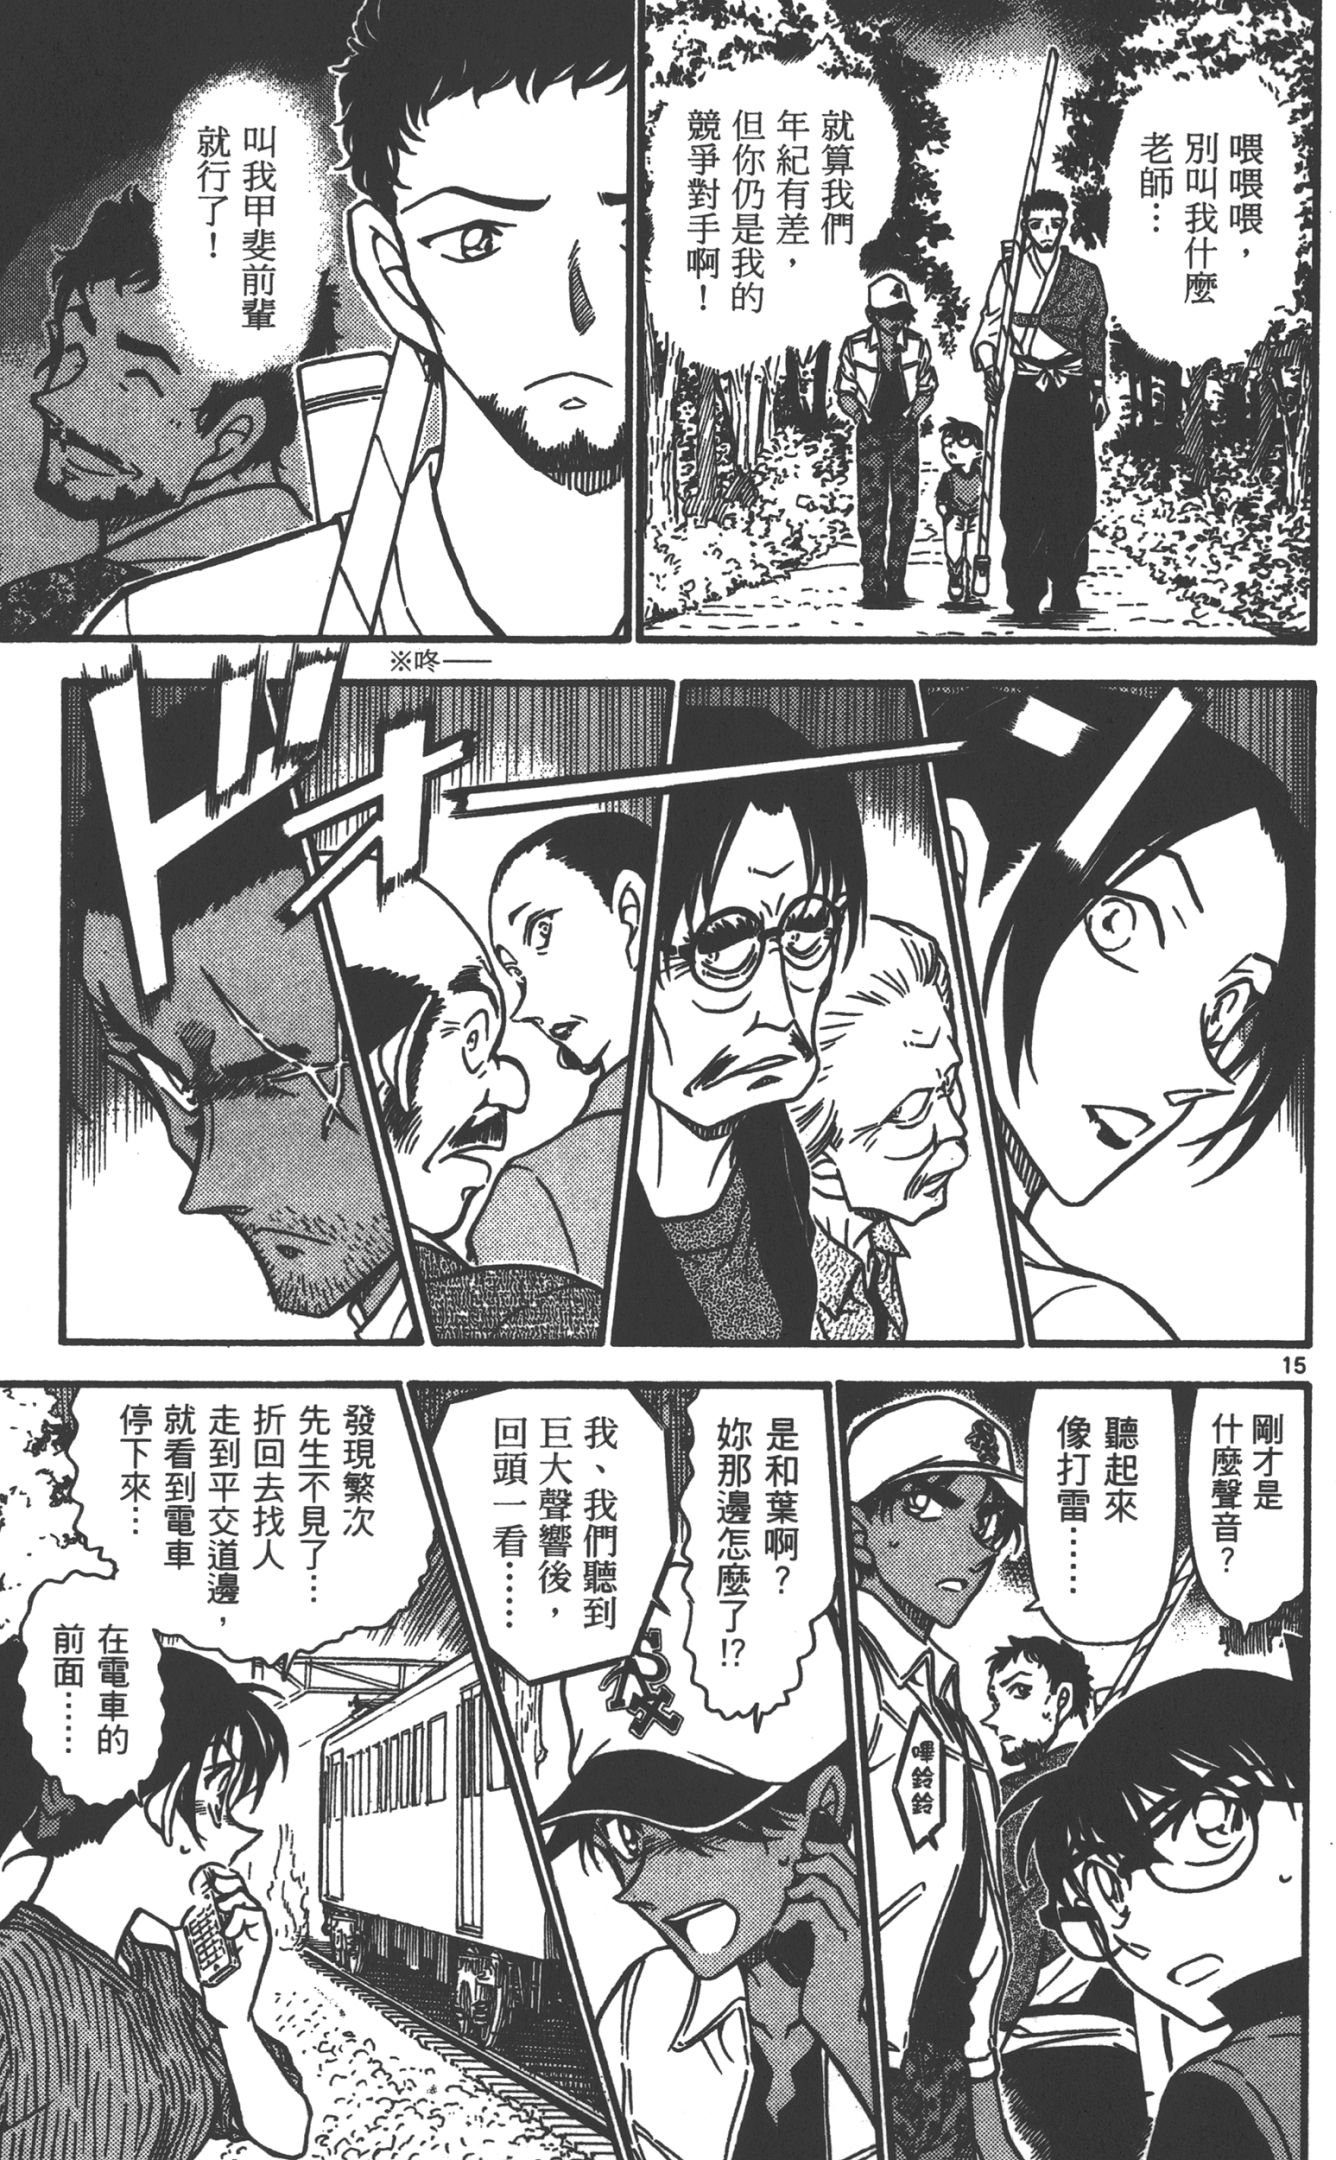 喂喂喂，
別叫我什麼
老師…
就算我們
年紀有差，
但你仍是我的
競爭對手啊！
叫我甲斐前輩
就行了！
※咚——
ドオーン
15
剛才是
什麼聲音？
聽起來
像打雷……
嗶鈴鈴
是和葉啊？
妳那邊怎麼了!?
我、我們聽到
巨大聲響後，
回頭一看……
發現繁次
先生不見了…
折回去找人
走到平交道邊，
就看到電車
停下來…
在電車的
前面……